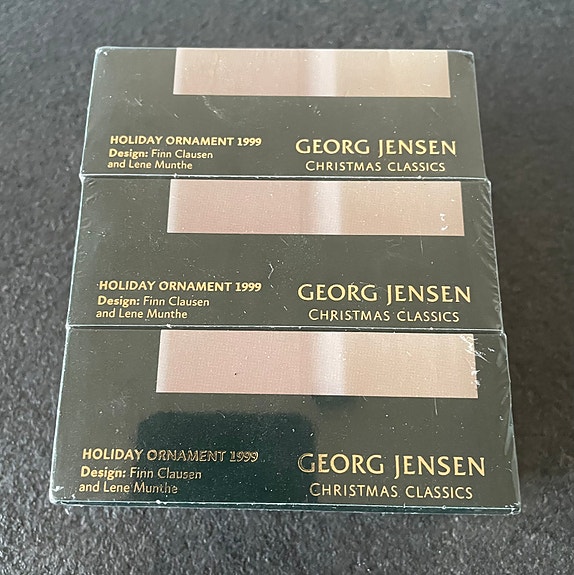 HOLIDAY ORNAMENT 1999
Design: Finn Clausen
and Lene Munthe
GEORG JENSEN
CHRISTMAS CLASSICS
HOLIDAY ORNAMENT 1999
Design: Finn Clausen
and Lene Munthe
GEORG JENSEN
CHRISTMAS CLASSICS
HOLIDAY ORNAMENT 1999
Design: Finn Clausen
and Lene Munthe
GEORG JENSEN
CHRISTMAS CLASSICS